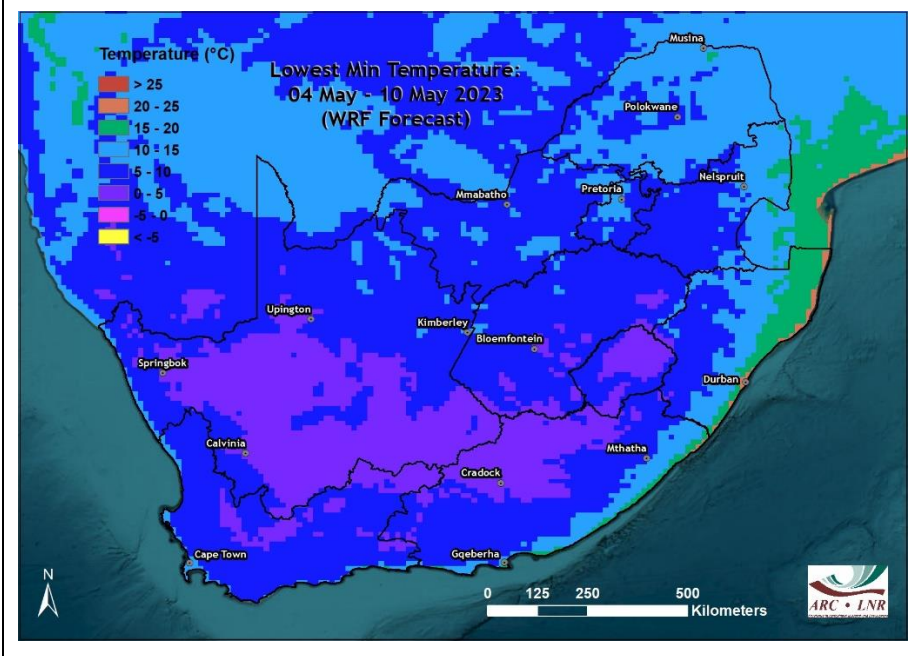 Temperature (°C)
> 25
20 - 25
15 - 20
10 - 15
5 - 10
0 - 5
-5 - 0
< -5
Lowest Min Temperature:
04 May - 10 May 2023
(WRF Forecast)
Musina
Polokwane
Nelspruit
Pretoria
Mmabatho
Upington
Kimberley
Bloemfontein
Springbok
Durban
Calvinia
Mthatha
Cradock
Cape Town
Gqeberha
N
0 125 250 500
Kilometers
ARC • LNR